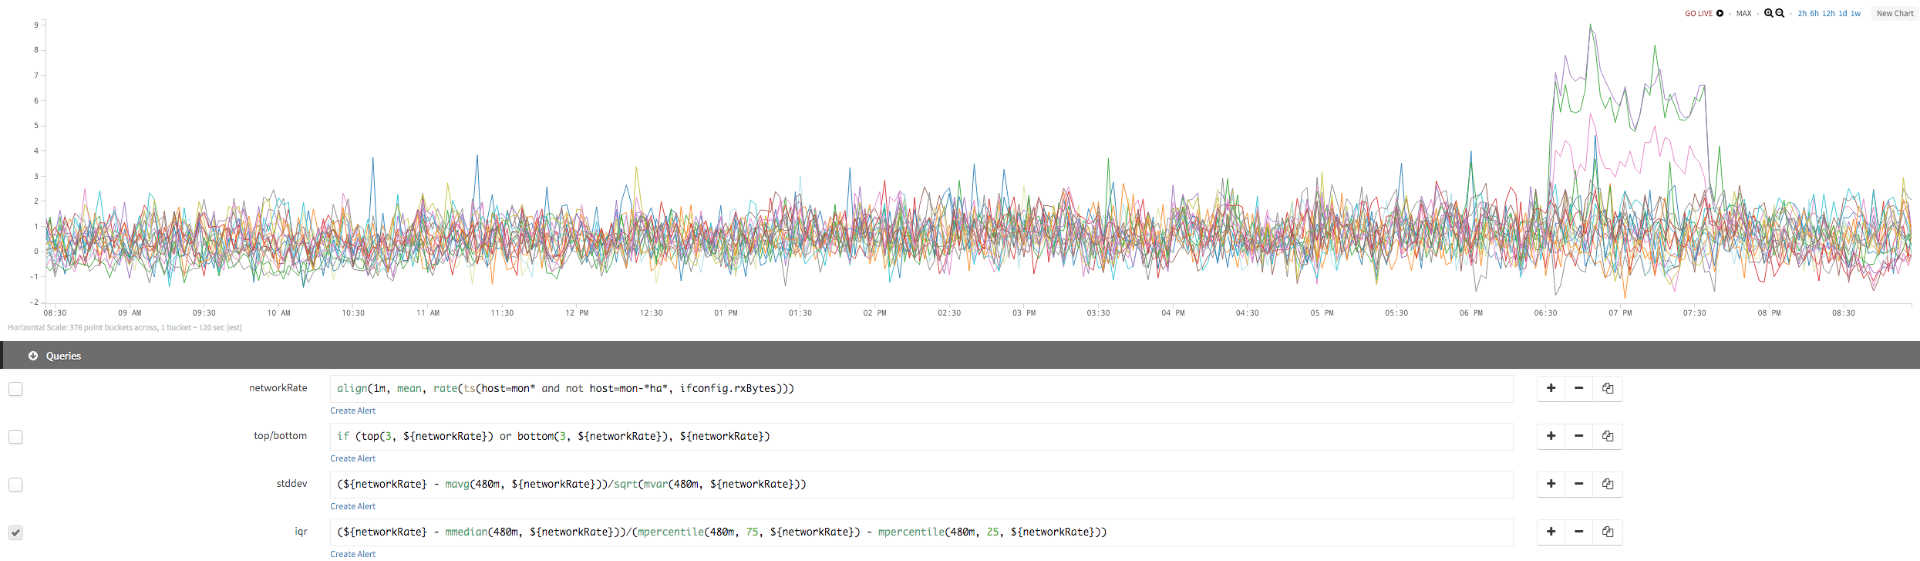 GO LIVE - MAX - - 2h 6h 12h 1d 1w New Chart
9
8
7
6
5
4
3
2
1
0
-1
-2
08:30 09 AM 09:30 10 AM 10:30 11 AM 11:30 12 PM 12:30 01 PM 01:30 02 PM 02:30 03 PM 03:30 04 PM 04:30 05 PM 05:30 06 PM 06:30 07 PM 07:30 08 PM 08:30
Horizontal Scale: 376 point buckets across, 1 bucket ~ 120 sec (est)
Queries
networkRate align(1m, mean, rate(ts(host=mon* and not host=mon-*ha*, ifconfig.rxBytes)))
Create Alert
top/bottom if (top(3, ${networkRate}) or bottom(3, ${networkRate}), ${networkRate})
Create Alert
stddev (${networkRate} - mavg(480m, ${networkRate}))/sqrt(mvar(480m, ${networkRate}))
Create Alert
iqr (${networkRate} - mmedian(480m, ${networkRate}))/(mpercentile(480m, 75, ${networkRate}) - mpercentile(480m, 25, ${networkRate}))
Create Alert